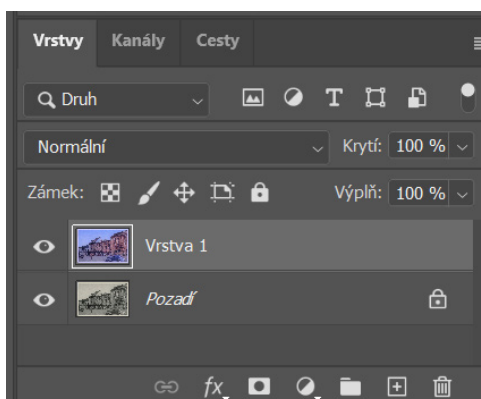 Vrstvy Kanály Cesty
Druh
Normální Krytí: 100 %
Zámek: Výplň: 100 %
Vrstva 1
Pozadí
fx